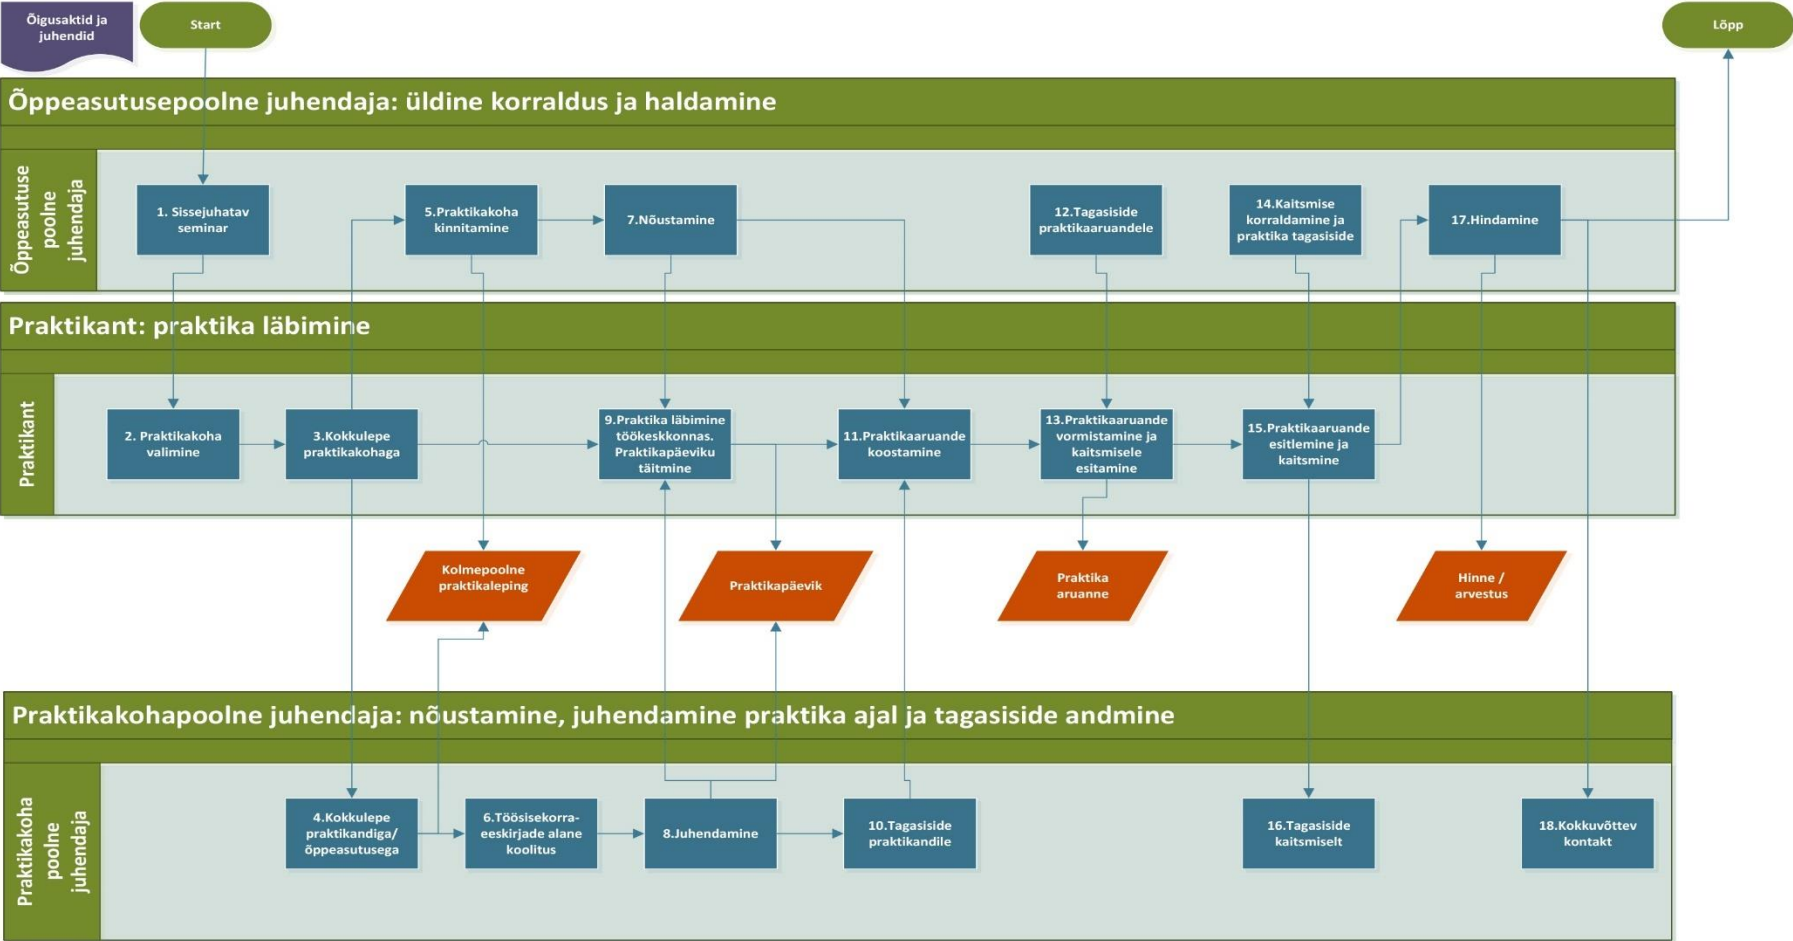 Õigusaktid ja
juhendid
Start
Lõpp
Õppeasutusepoolne juhendaja: üldine korraldus ja haldamine
Õppeasutuse
poolne
juhendaja
1. Sissejuhatav
seminar
5.Praktikakoha
kinnitamine
7.Nõustamine
12.Tagasiside
praktikaaruandele
14.Kaitsmise
korraldamine ja
praktika tagasiside
17.Hindamine
Praktikant: praktika läbimine
Praktikant
2. Praktikakoha
valimine
3.Kokkulepe
praktikakohaga
9.Praktika läbimine
töökeskkonnas.
Praktikapäeviku
täitmine
11.Praktikaaruande
koostamine
13.Praktikaaruande
vormistamine ja
kaitsmisele
esitamine
15.Praktikaaruande
esitlemine ja
kaitsmine
Kolmepoolne
praktikaleping
Praktikapäevik
Praktika
aruanne
Hinne /
arvestus
Praktikakohapoolne juhendaja: nõustamine, juhendamine praktika ajal ja tagasiside andmine
Praktikakoha
poolne
juhendaja
4.Kokkulepe
praktikandiga/
õppeasutusega
6.Töösisekorra-
eeskirjade alane
koolitus
8.Juhendamine
10.Tagasiside
praktikandile
16.Tagasiside
kaitsmiselt
18.Kokkuvõttev
kontakt